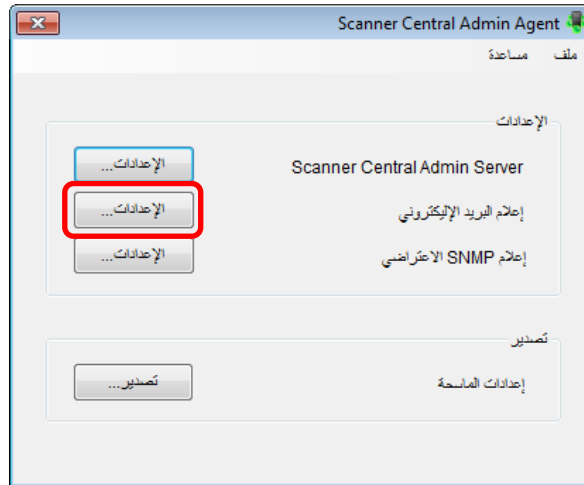 Scanner Central Admin Agent
ملف مساعدة
الإعدادات
Scanner Central Admin Server الإعدادات...
إعلام البريد الإليكتروني الإعدادات...
إعلام SNMP الاعتراضي الإعدادات...
تصدير
إعدادات الماسحة تصدير...